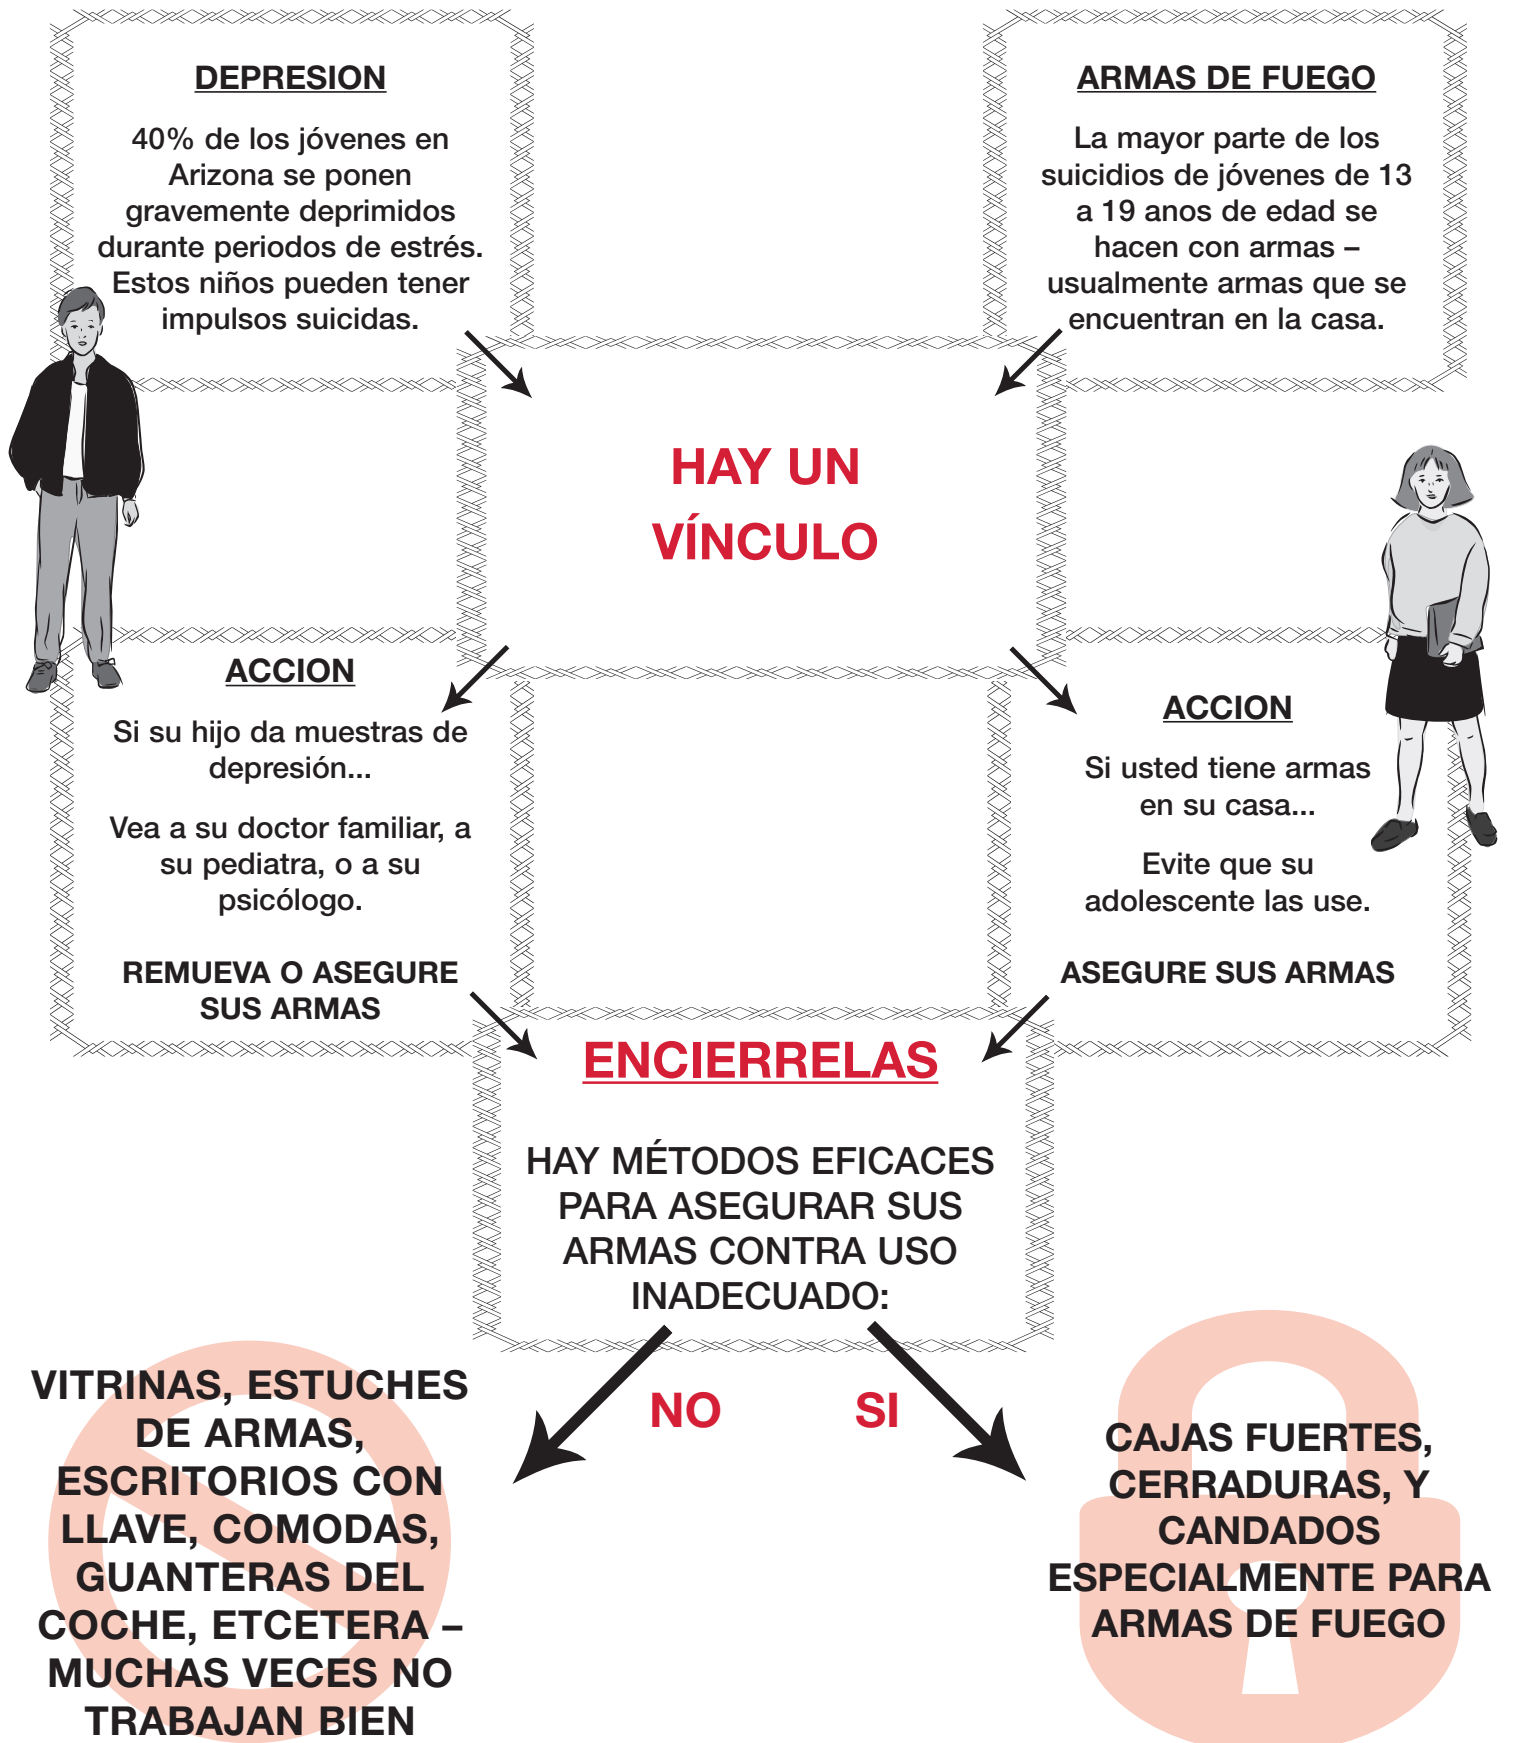 DEPRESION
40% de los jóvenes en
Arizona se ponen
gravemente deprimidos
durante periodos de estrés.
Estos niños pueden tener
impulsos suicidas.
ARMAS DE FUEGO
La mayor parte de los
suicidios de jóvenes de 13
a 19 anos de edad se
hacen con armas –
usualmente armas que se
encuentran en la casa.
HAY UN
VÍNCULO
ACCION
Si su hijo da muestras de
depresión...
Vea a su doctor familiar, a
su pediatra, o a su
psicólogo.
REMUEVA O ASEGURE
SUS ARMAS
ACCION
Si usted tiene armas
en su casa...
Evite que su
adolescente las use.
ASEGURE SUS ARMAS
ENCIERRELAS
HAY MÉTODOS EFICACES
PARA ASEGURAR SUS
ARMAS CONTRA USO
INADECUADO:
NO
SI
VITRINAS, ESTUCHES
DE ARMAS,
ESCRITORIOS CON
LLAVE, COMODAS,
GUANTERAS DEL
COCHE, ETCETERA –
MUCHAS VECES NO
TRABAJAN BIEN
CAJAS FUERTES,
CERRADURAS, Y
CANDADOS
ESPECIALMENTE PARA
ARMAS DE FUEGO